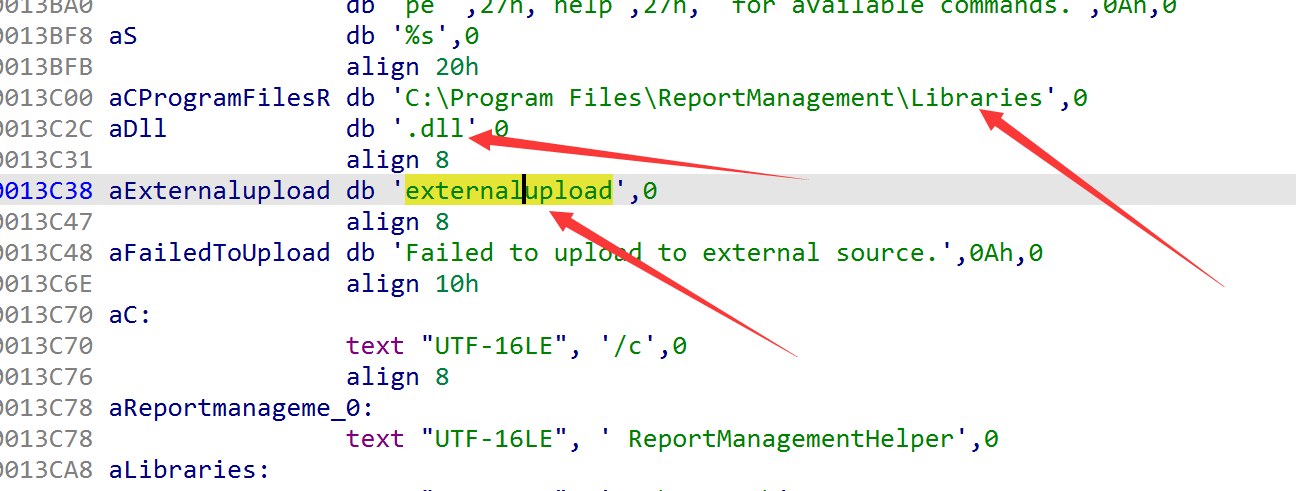 0013BA0 db 'pe ',27h,'help',27h,' for available commands.',0Ah,0
0013BF8 aS db '%s',0
0013BFB align 20h
0013C00 aCProgramFilesR db 'C:\Program Files\ReportManagement\Libraries',0
0013C2C aDll db '.dll',0
0013C31 align 8
0013C38 aExternalupload db 'externalupload',0
0013C47 align 8
0013C48 aFailedToUpload db 'Failed to upload to external source.',0Ah,0
0013C6E align 10h
0013C70 aC:
0013C70 text "UTF-16LE", '/c',0
0013C76 align 8
0013C78 aReportmanageme_0:
0013C78 text "UTF-16LE", ' ReportManagementHelper',0
0013CA8 aLibraries: